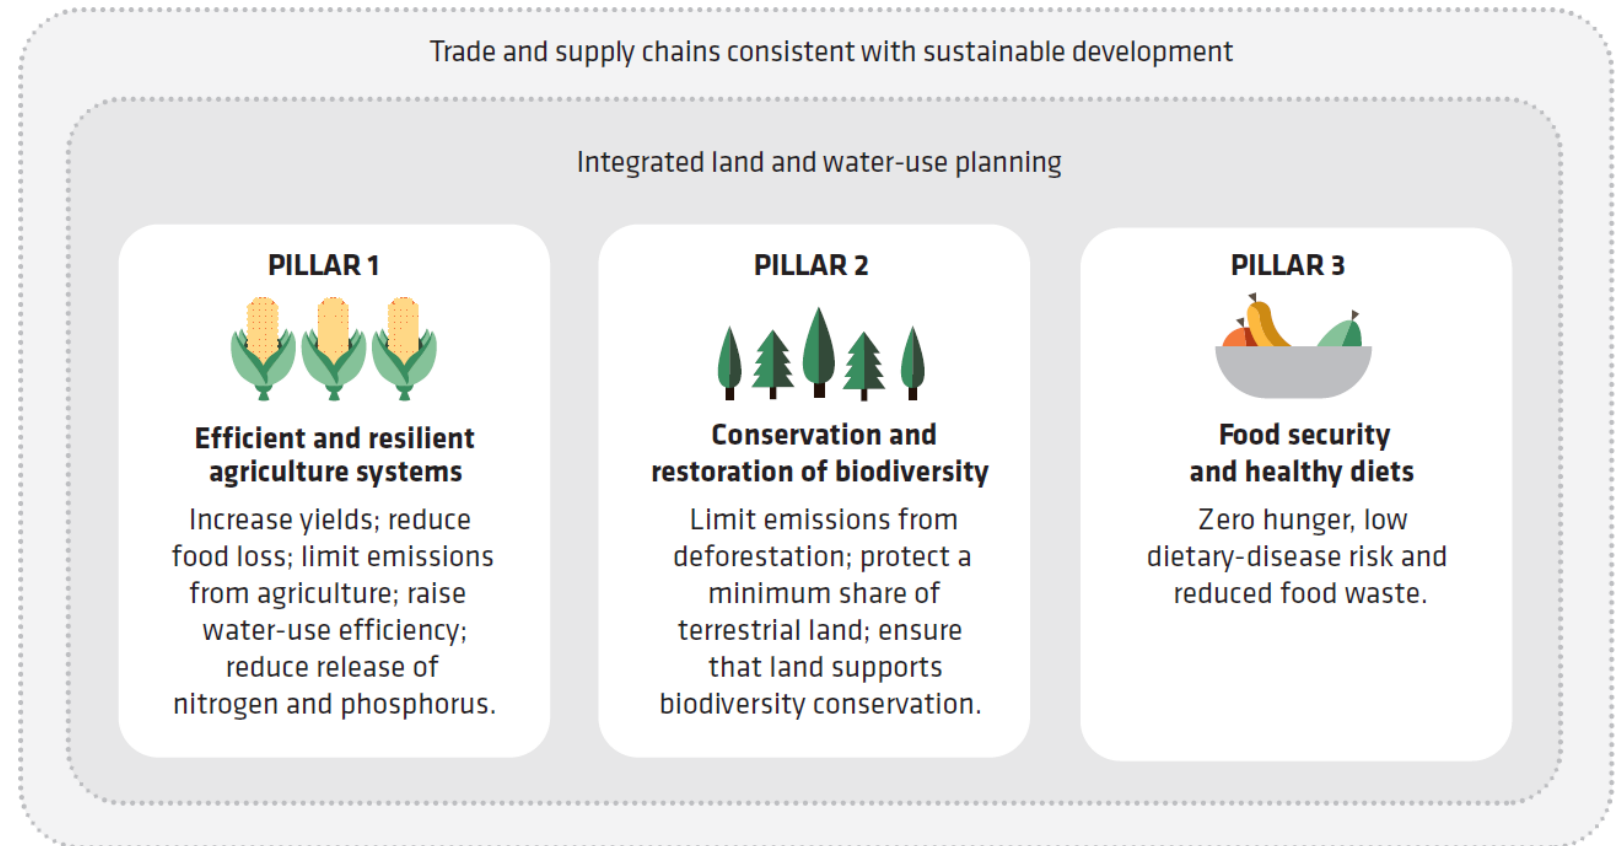 Trade and supply chains consistent with sustainable development
Integrated land and water-use planning
PILLAR 1
Efficient and resilient
agriculture systems
Increase yields; reduce
food loss; limit emissions
from agriculture; raise
water-use efficiency;
reduce release of
nitrogen and phosphorus.
PILLAR 2
Conservation and
restoration of biodiversity
Limit emissions from
deforestation; protect a
minimum share of
terrestrial land; ensure
that land supports
biodiversity conservation.
PILLAR 3
Food security
and healthy diets
Zero hunger, low
dietary-disease risk and
reduced food waste.